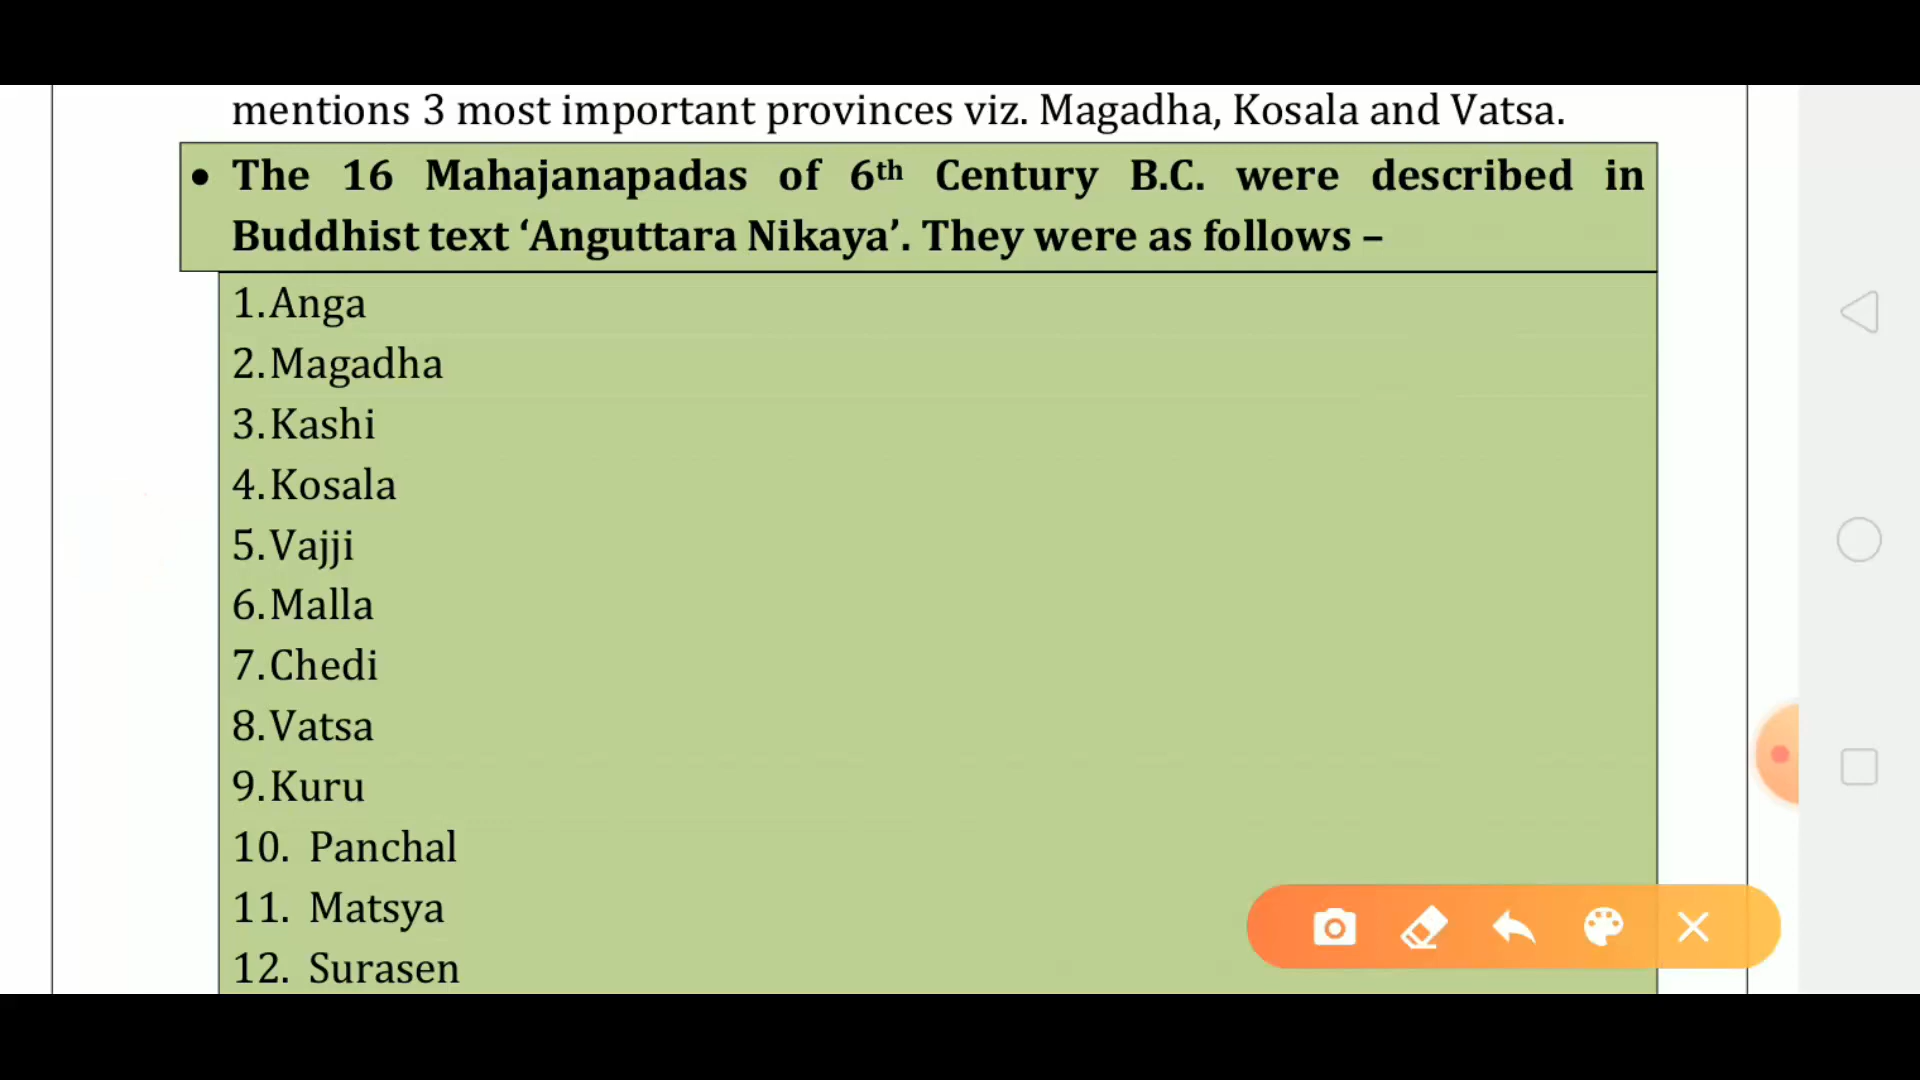 mentions 3 most important provinces viz. Magadha, Kosala and Vatsa.
• The 16 Mahajanapadas of 6th Century B.C. were described in
Buddhist text ‘Anguttara Nikaya’. They were as follows –
1. Anga
2. Magadha
3. Kashi
4. Kosala
5. Vajji
6. Malla
7. Chedi
8. Vatsa
9. Kuru
10. Panchal
11. Matsya
12. Surasen